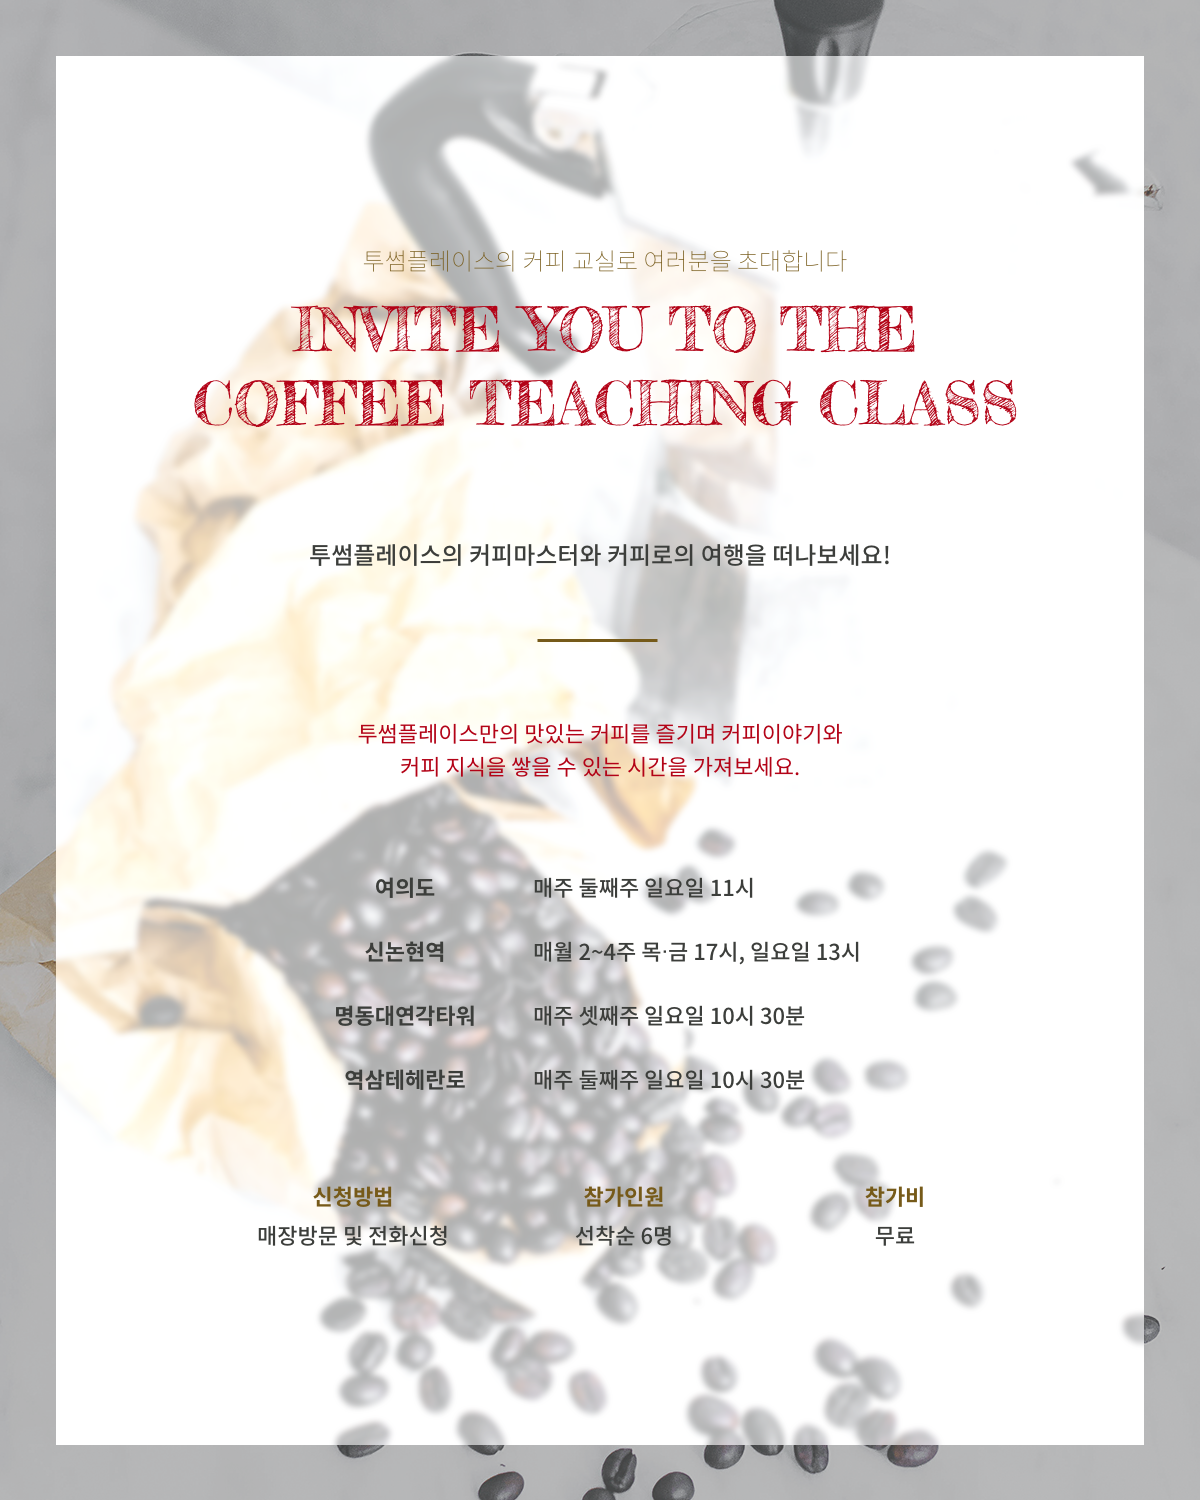 투썸플레이스의 커피 교실로 여러분을 초대합니다
INVITE YOU TO THE
COFFEE TEACHING CLASS
투썸플레이스의 커피마스터와 커피로의 여행을 떠나보세요!
투썸플레이스만의 맛있는 커피를 즐기며 커피이야기와
커피 지식을 쌓을 수 있는 시간을 가져보세요.
여의도 매주 둘째주 일요일 11시
신논현역 매월 2~4주 목·금 17시, 일요일 13시
명동대연각타워 매주 셋째주 일요일 10시 30분
역삼테헤란로 매주 둘째주 일요일 10시 30분
신청방법 참가인원 참가비
매장방문 및 전화신청 선착순 6명 무료